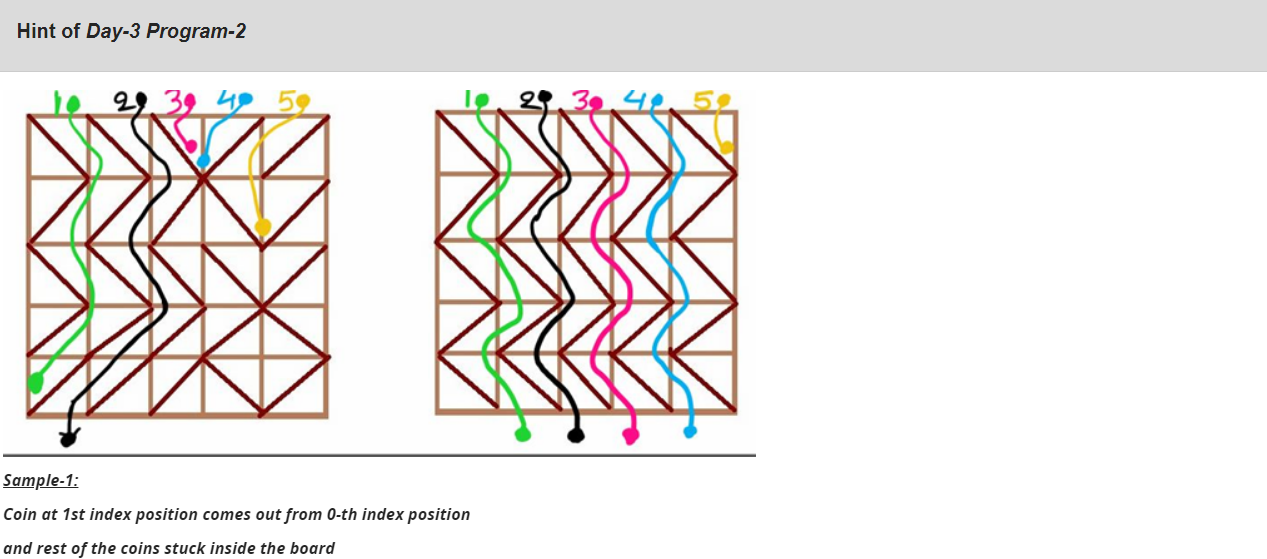 Hint of Day-3 Program-2
1 2 3 4 5 1 2 3 4 5
Sample-1:
Coin at 1st index position comes out from 0-th index position
and rest of the coins stuck inside the board